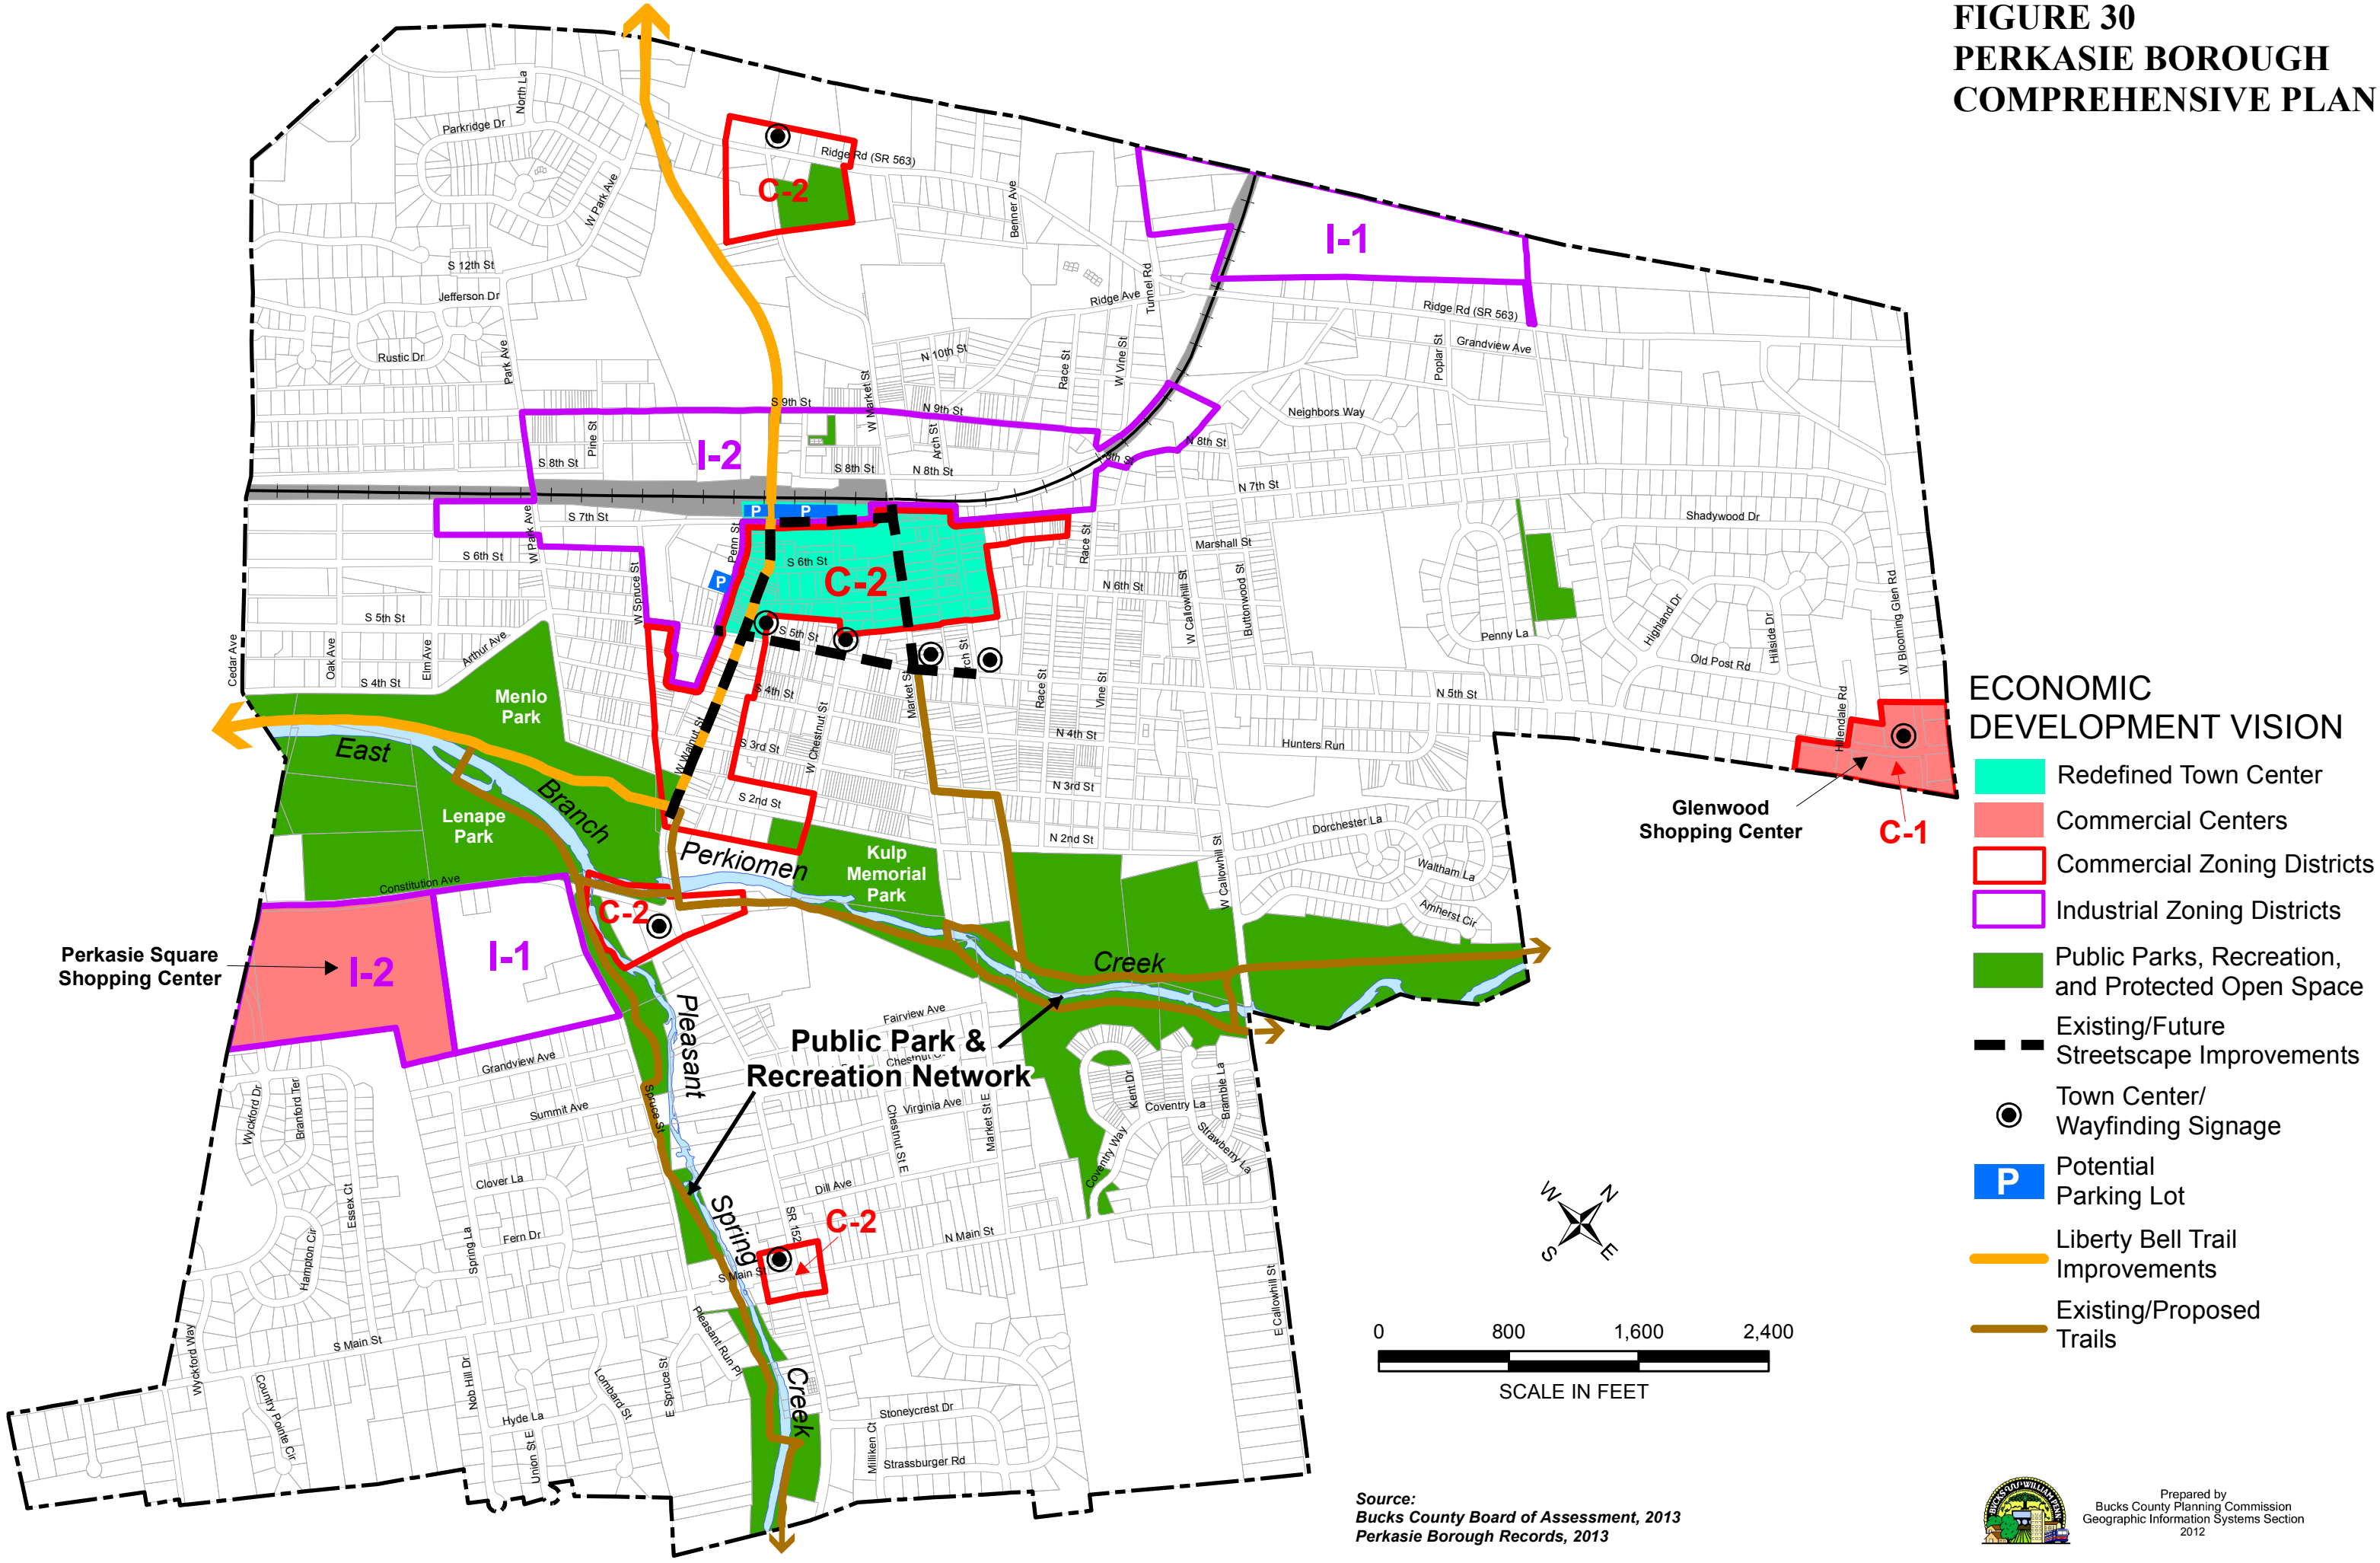 FIGURE 30
PERKASIE BOROUGH
COMPREHENSIVE PLAN
North La
Parkridge Dr
W Park Ave
Ridge Rd (SR 563)
C-2
Benner Ave
I-1
S 12th St
Jefferson Dr
Tunnel Rd
Ridge Ave
Ridge Rd (SR 563)
Grandview Ave
Poplar St
Rustic Dr
Park Ave
N 10th St
Race St
W Vine St
W Market St
S 9th St
N 9th St
Neighbors Way
Pine St
I-2
Arch St
N 8th St
S 8th St
S 8th St
N 8th St
8th St
N 7th St
P
P
S 7th St
W Park Ave
Penn St
Shadywood Dr
S 6th St
S 6th St
Marshall St
Race St
C-2
P
N 6th St
W Spruce St
W Callowhill St
Buttonwood St
S 5th St
S 5th St
Arthur Ave
Highland Dr
Hillside Dr
W Blooming Glen Rd
Penny La
Old Post Rd
Cedar Ave
Oak Ave
Elm Ave
S 4th St
S 4th St
Market St
Race St
Vine St
N 5th St
Menlo
Park
W Walnut St
W Chestnut St
S 3rd St
N 4th St
Hunters Run
Hillendale Rd
East
Branch
Perkiomen
Creek
S 2nd St
N 3rd St
N 2nd St
Lenape
Park
Kulp
Memorial
Park
Dorchester La
Waltham La
Amherst Cir
W Callowhill St
Glenwood
Shopping Center
C-1
Constitution Ave
C-2
Perkasie Square
Shopping Center
I-2
I-1
Pleasant
Spring
Creek
Fairview Ave
Public Park &
Recreation Network
Grandview Ave
Summit Ave
Spruce St
Virginia Ave
Chestnut St E
Market St E
Kent Dr
Coventry La
Bramble La
Strawberry La
Coventry Way
Wyckford Dr
Branford Ter
Essex Ct
Hampton Cir
Clover La
Fern Dr
Spring La
Dill Ave
SR 152
C-2
N Main St
S Main St
S Main St
Pleasant Run Pl
Wyckford Way
Country Pointe Cir
Nob Hill Dr
Hyde La
Union St E
Lombard St
E Spruce St
Milliken Ct
Stoneycrest Dr
Strassburger Rd
E Callowhill St
W
N
S
E
0 800 1,600 2,400
SCALE IN FEET
ECONOMIC
DEVELOPMENT VISION
Redefined Town Center
Commercial Centers
Commercial Zoning Districts
Industrial Zoning Districts
Public Parks, Recreation,
and Protected Open Space
Existing/Future
Streetscape Improvements
Town Center/
Wayfinding Signage
P
Potential
Parking Lot
Liberty Bell Trail
Improvements
Existing/Proposed
Trails
Source:
Bucks County Board of Assessment, 2013
Perkasie Borough Records, 2013
Prepared by
Bucks County Planning Commission
Geographic Information Systems Section
2012